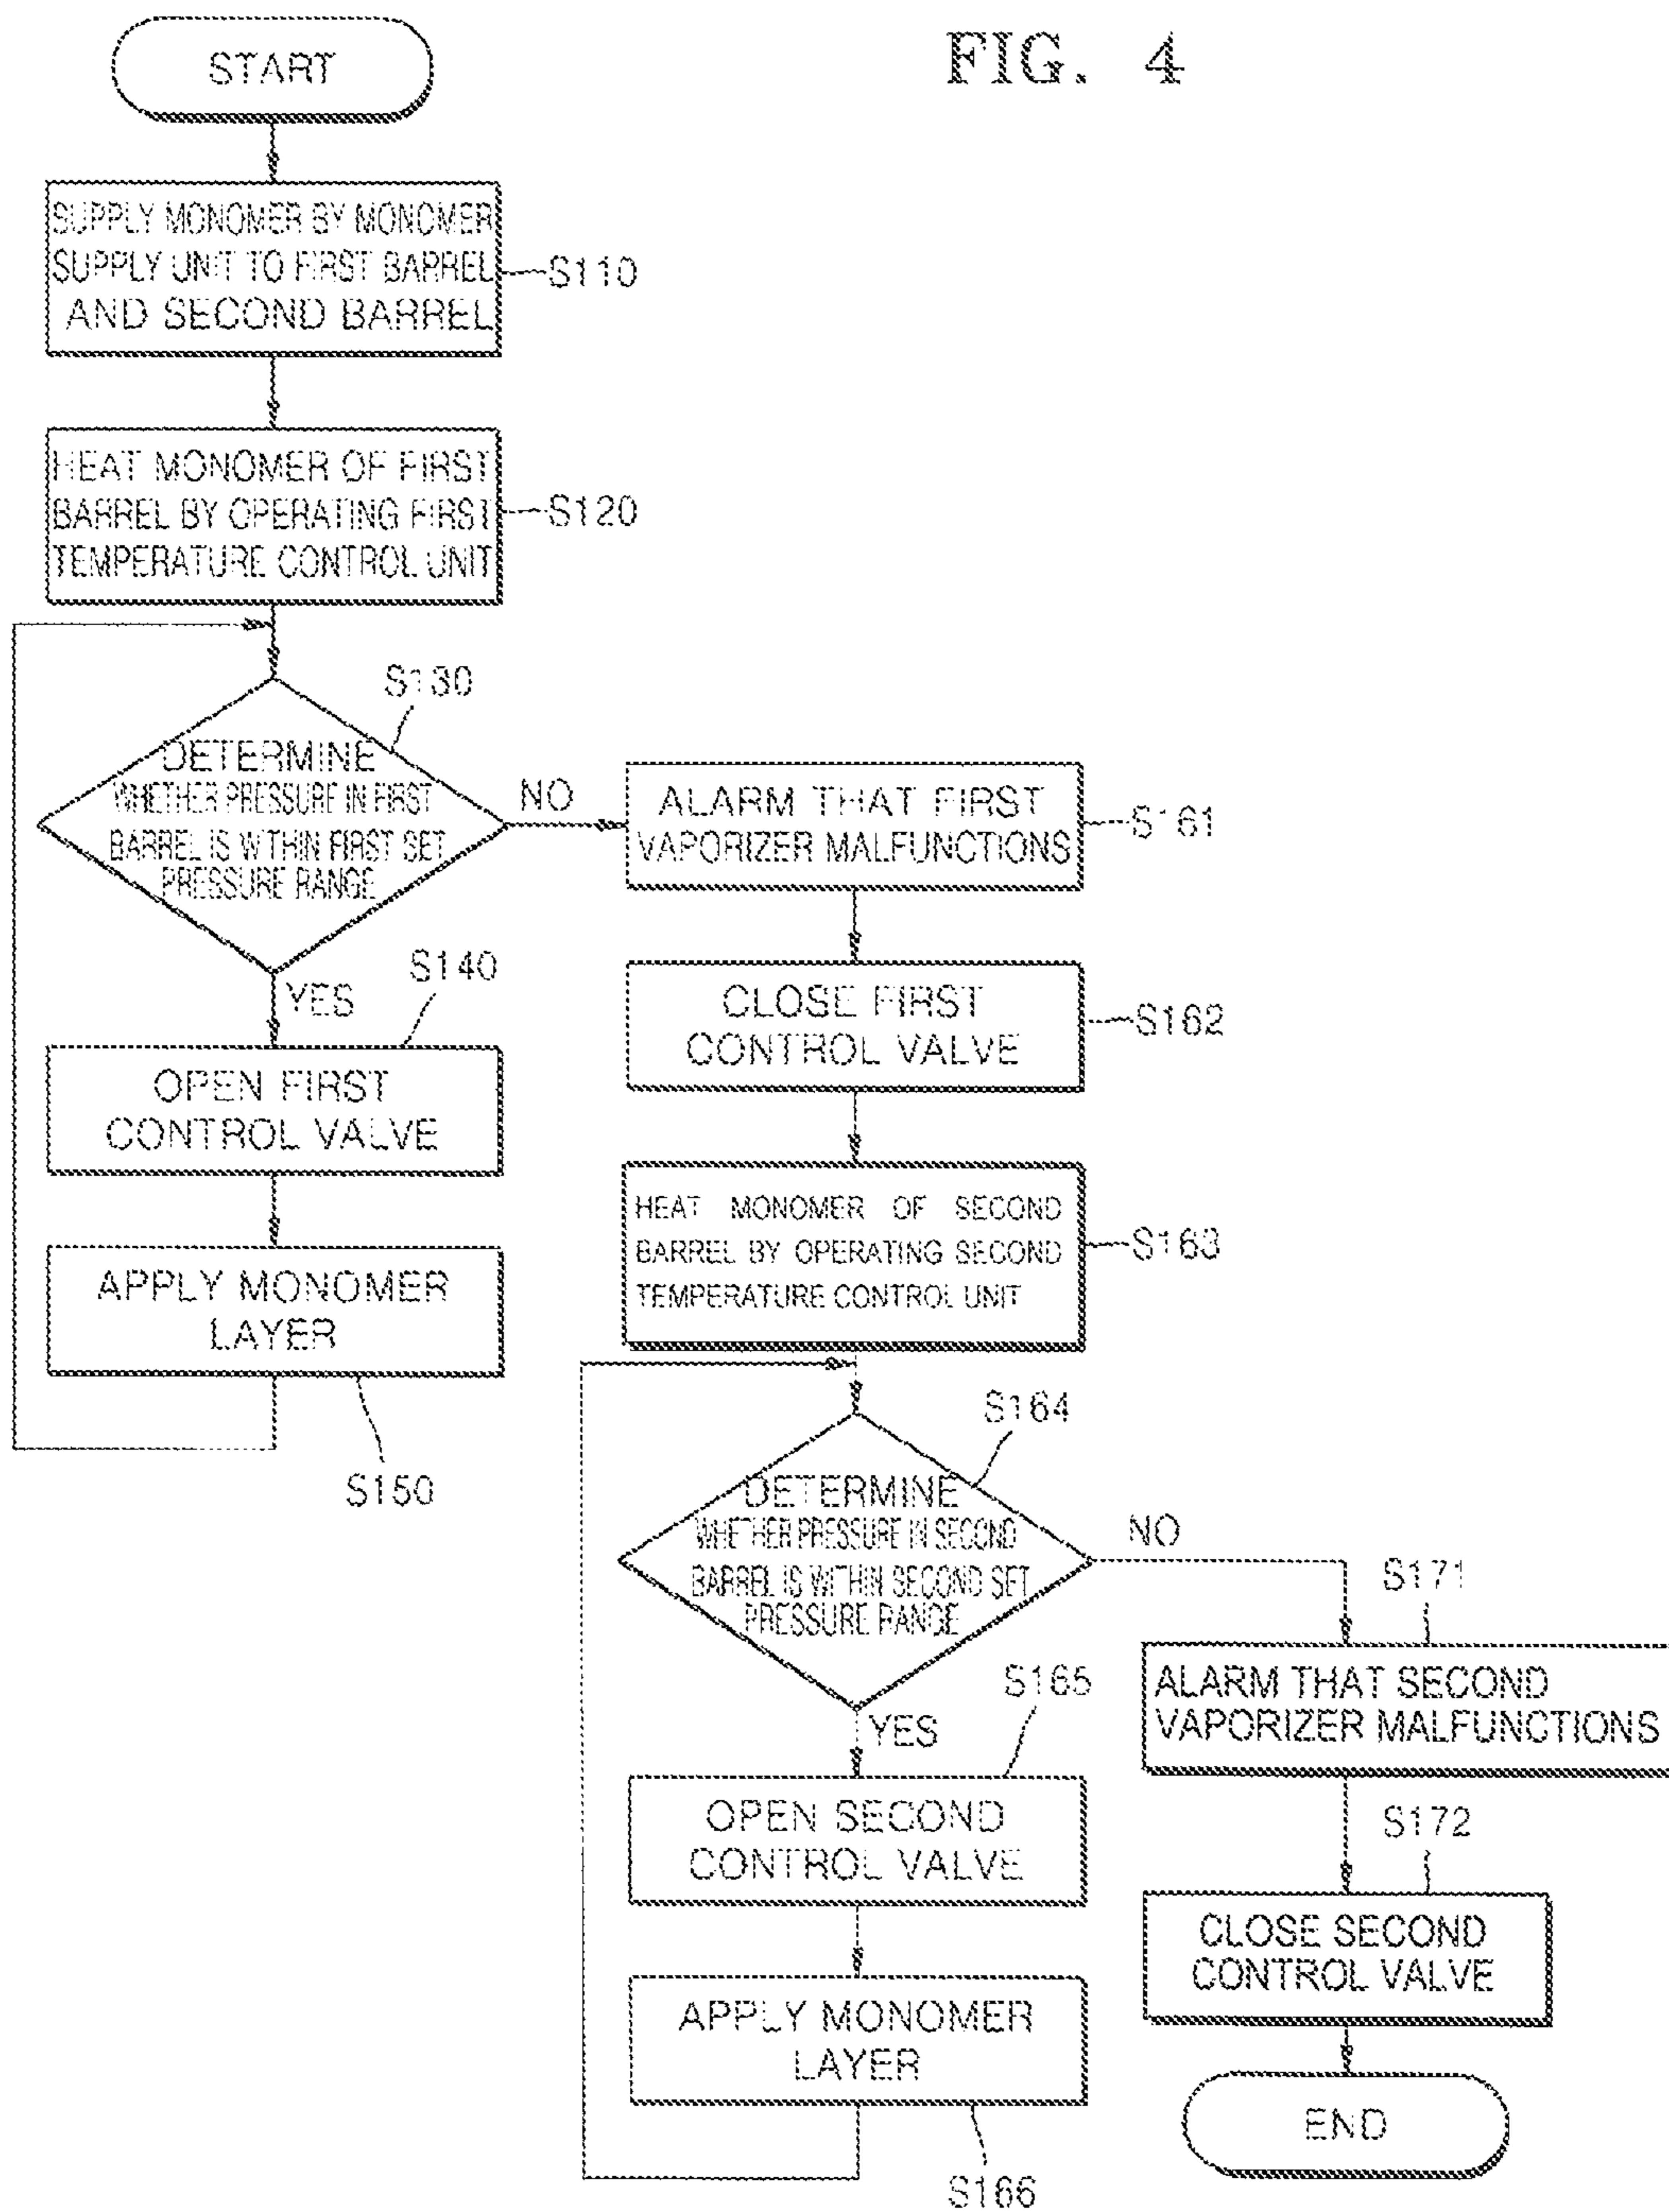 FIG. 4
START
SUPPLY MONOMER BY MONOMER
SUPPLY UNIT TO FIRST BARREL
AND SECOND BARREL
S110
HEAT MONOMER OF FIRST
BARREL BY OPERATING FIRST
TEMPERATURE CONTROL UNIT
S120
S130
DETERMINE
WHETHER PRESSURE IN FIRST
BARREL IS WITHIN FIRST SET
PRESSURE RANGE
NO
YES
S140
OPEN FIRST
CONTROL VALVE
APPLY MONOMER
LAYER
S150
ALARM THAT FIRST
VAPORIZER MALFUNCTIONS
S161
CLOSE FIRST
CONTROL VALVE
S162
HEAT MONOMER OF SECOND
BARREL BY OPERATING SECOND
TEMPERATURE CONTROL UNIT
S163
S164
DETERMINE
WHETHER PRESSURE IN SECOND
BARREL IS WITHIN SECOND SET
PRESSURE RANGE
NO
YES
S165
OPEN SECOND
CONTROL VALVE
APPLY MONOMER
LAYER
S166
S171
ALARM THAT SECOND
VAPORIZER MALFUNCTIONS
S172
CLOSE SECOND
CONTROL VALVE
END